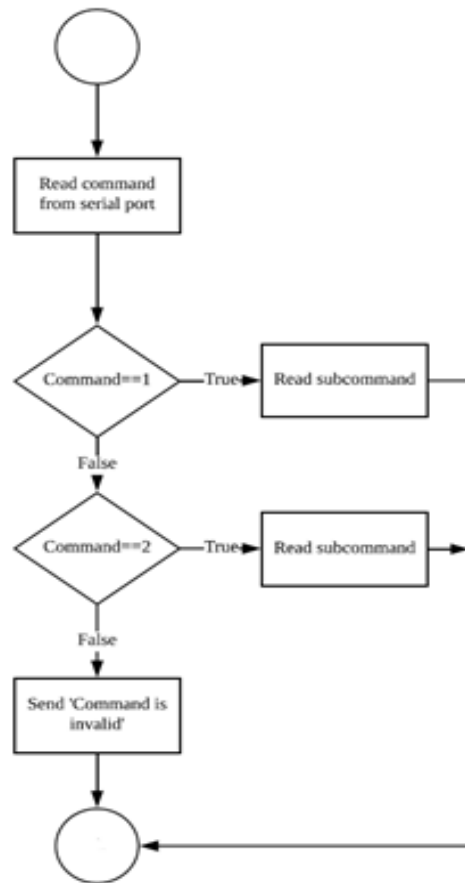 Read command
from serial port
Command==1
True
Read subcommand
False
Command==2
True
Read subcommand
False
Send 'Command is
invalid'